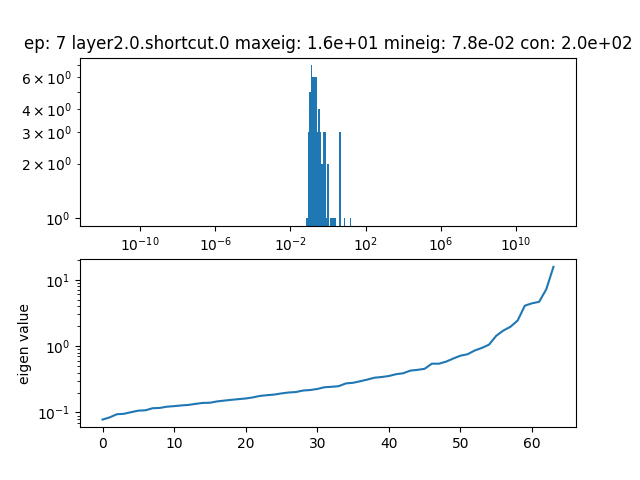 ep: 7 layer2.0.shortcut.0 maxeig: 1.6e+01 mineig: 7.8e-02 con: 2.0e+02
6 × 10⁰
4 × 10⁰
3 × 10⁰
2 × 10⁰
10⁰
10⁻¹⁰ 10⁻⁶ 10⁻² 10² 10⁶ 10¹⁰
10¹
10⁰
10⁻¹
eigen value
0 10 20 30 40 50 60